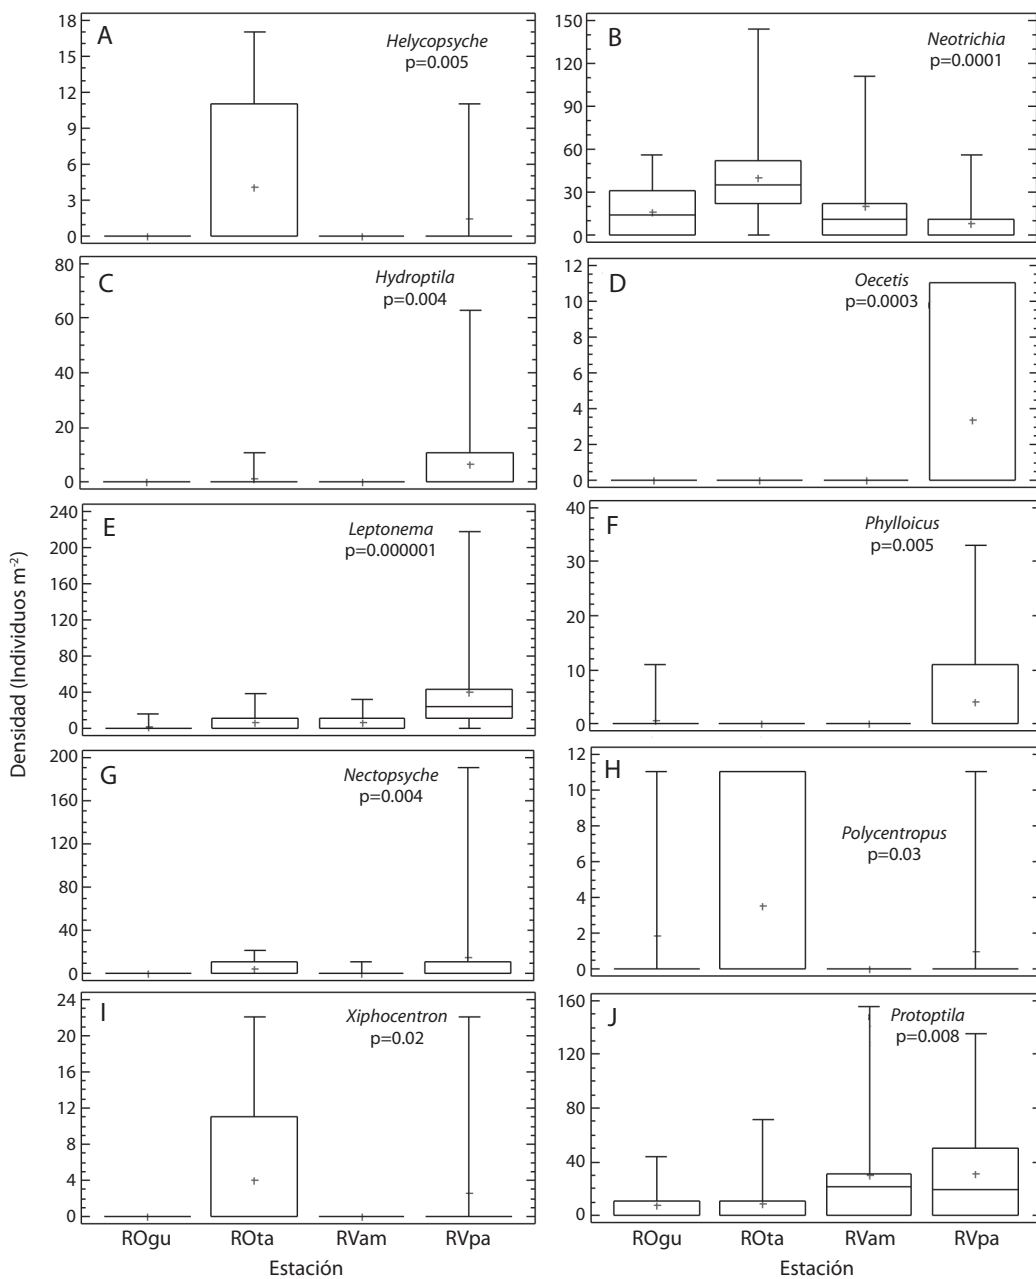 Densidad (Individuos m-2)
A
Helycopsyche
p=0.005
18
15
12
9
6
3
0
B
Neotrichia
p=0.0001
150
120
90
60
30
0
C
Hydroptila
p=0.004
80
60
40
20
0
D
Oecetis
p=0.0003
12
10
8
6
4
2
0
E
Leptonema
p=0.000001
240
200
160
120
80
40
0
F
Phylloicus
p=0.005
40
30
20
10
0
G
Nectopsyche
p=0.004
200
160
120
80
40
0
H
Polycentropus
p=0.03
12
10
8
6
4
2
0
I
Xiphocentron
p=0.02
24
20
16
12
8
4
0
J
Protoptila
p=0.008
160
120
80
40
0
ROgu ROta RVam RVpa
Estación
ROgu ROta RVam RVpa
Estación